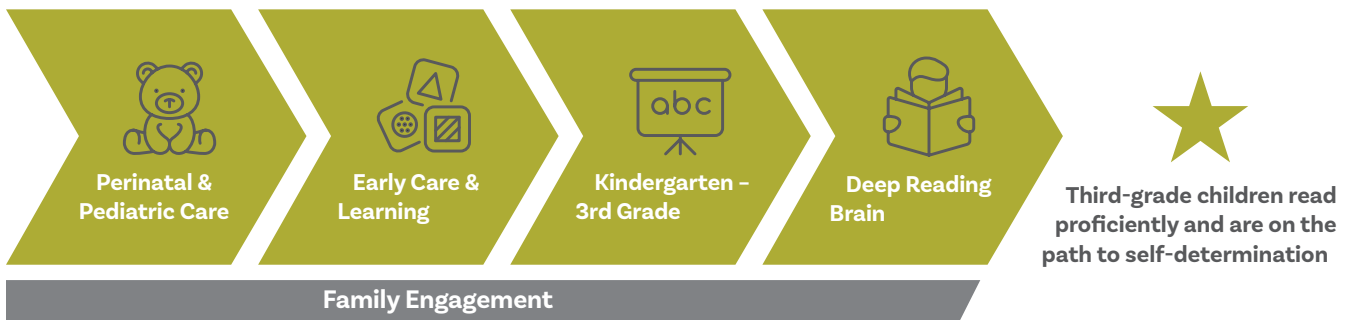 abc
Perinatal &
Pediatric Care
Early Care &
Learning
Kindergarten –
3rd Grade
Deep Reading
Brain
Third-grade children read
proficiently and are on the
path to self-determination
Family Engagement